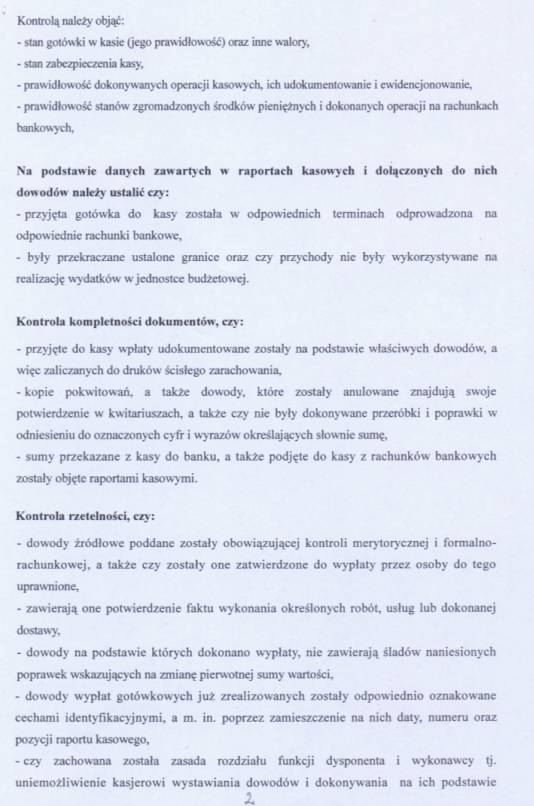 Kontrolą należy objąć:
- stan gotówki w kasie (jego prawidłowość) oraz inne walory,
- stan zabezpieczenia kasy,
- prawidłowość dokonywanych operacji kasowych, ich udokumentowanie i ewidencjonowanie,
- prawidłowość stanów zgromadzonych środków pieniężnych i dokonanych operacji na rachunkach
bankowych,
Na podstawie danych zawartych w raportach kasowych i dołączonych do nich
dowodów należy ustalić czy:
- przyjęta gotówka do kasy została w odpowiednich terminach odprowadzona na
odpowiednie rachunki bankowe,
- były przekraczane ustalone granice oraz czy przychody nie były wykorzystywane na
realizację wydatków w jednostce budżetowej.
Kontrola kompletności dokumentów, czy:
- przyjęte do kasy wpłaty udokumentowane zostały na podstawie właściwych dowodów, a
więc zaliczanych do druków ścisłego zarachowania,
- kopie pokwitowań, a także dowody, które zostały anulowane znajdują swoje
potwierdzenie w kwitariuszach, a także czy nie były dokonywane przeróbki i poprawki w
odniesieniu do oznaczonych cyfr i wyrazów określających słownie sumę,
- sumy przekazane z kasy do banku, a także podjęte do kasy z rachunków bankowych
zostały objęte raportami kasowymi.
Kontrola rzetelności, czy:
- dowody źródłowe poddane zostały obowiązującej kontroli merytorycznej i formalno-
rachunkowej, a także czy zostały one zatwierdzone do wypłaty przez osoby do tego
uprawnione,
- zawierają one potwierdzenie faktu wykonania określonych robót, usług lub dokonanej
dostawy,
- dowody na podstawie których dokonano wypłaty, nie zawierają śladów naniesionych
poprawek wskazujących na zmianę pierwotnej sumy wartości,
- dowody wypłat gotówkowych już zrealizowanych zostały odpowiednio oznakowane
cechami identyfikacyjnymi, a m. in. poprzez zamieszczenie na nich daty, numeru oraz
pozycji raportu kasowego,
- czy zachowana została zasada rozdziału funkcji dysponenta i wykonawcy tj.
uniemożliwienie kasjerowi wystawiania dowodów i dokonywania na ich podstawie
2